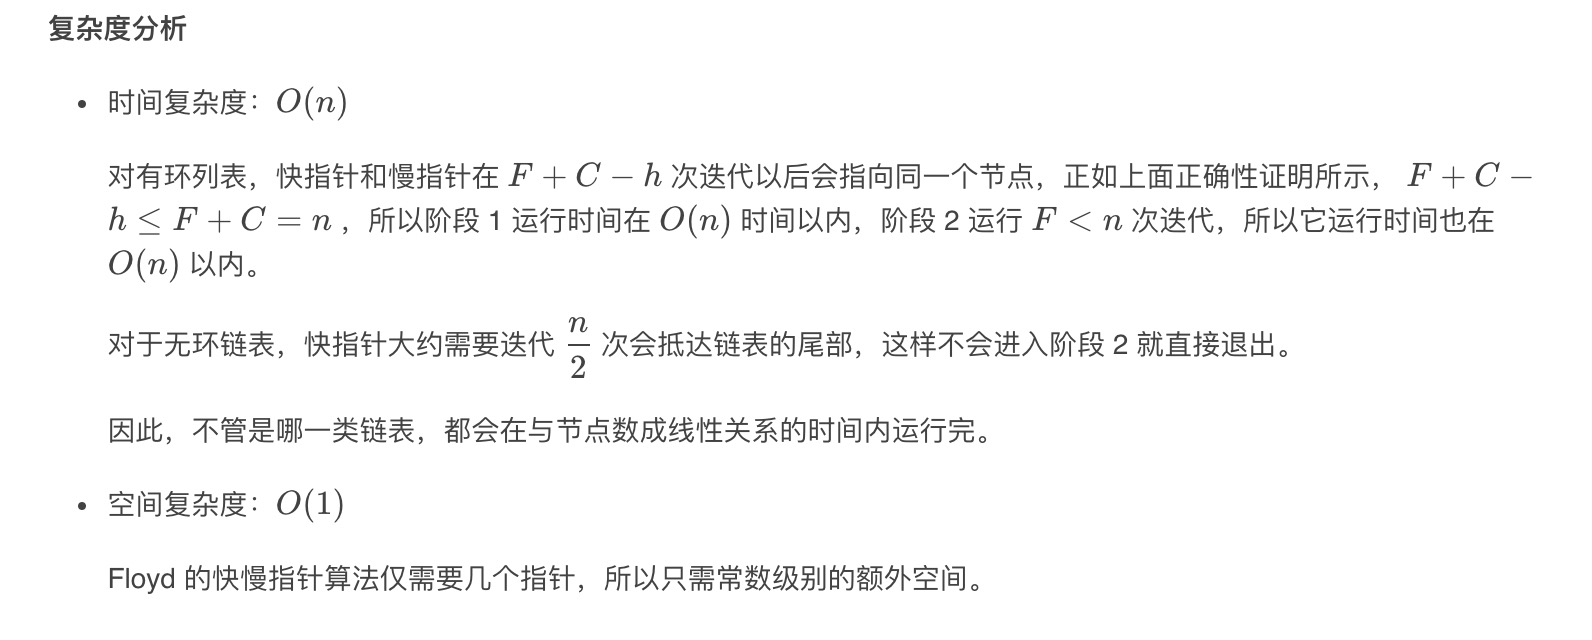 复杂度分析
• 时间复杂度：O(n)
对有环列表，快指针和慢指针在 F + C − h 次迭代以后会指向同一个节点，正如上面正确性证明所示， F + C −
h ≤ F + C = n ，所以阶段 1 运行时间在 O(n) 时间以内，阶段 2 运行 F < n 次迭代，所以它运行时间也在
O(n) 以内。
对于无环链表，快指针大约需要迭代 n/2 次会抵达链表的尾部，这样不会进入阶段 2 就直接退出。
因此，不管是哪一类链表，都会在与节点数成线性关系的时间内运行完。
• 空间复杂度：O(1)
Floyd 的快慢指针算法仅需要几个指针，所以只需常数级别的额外空间。